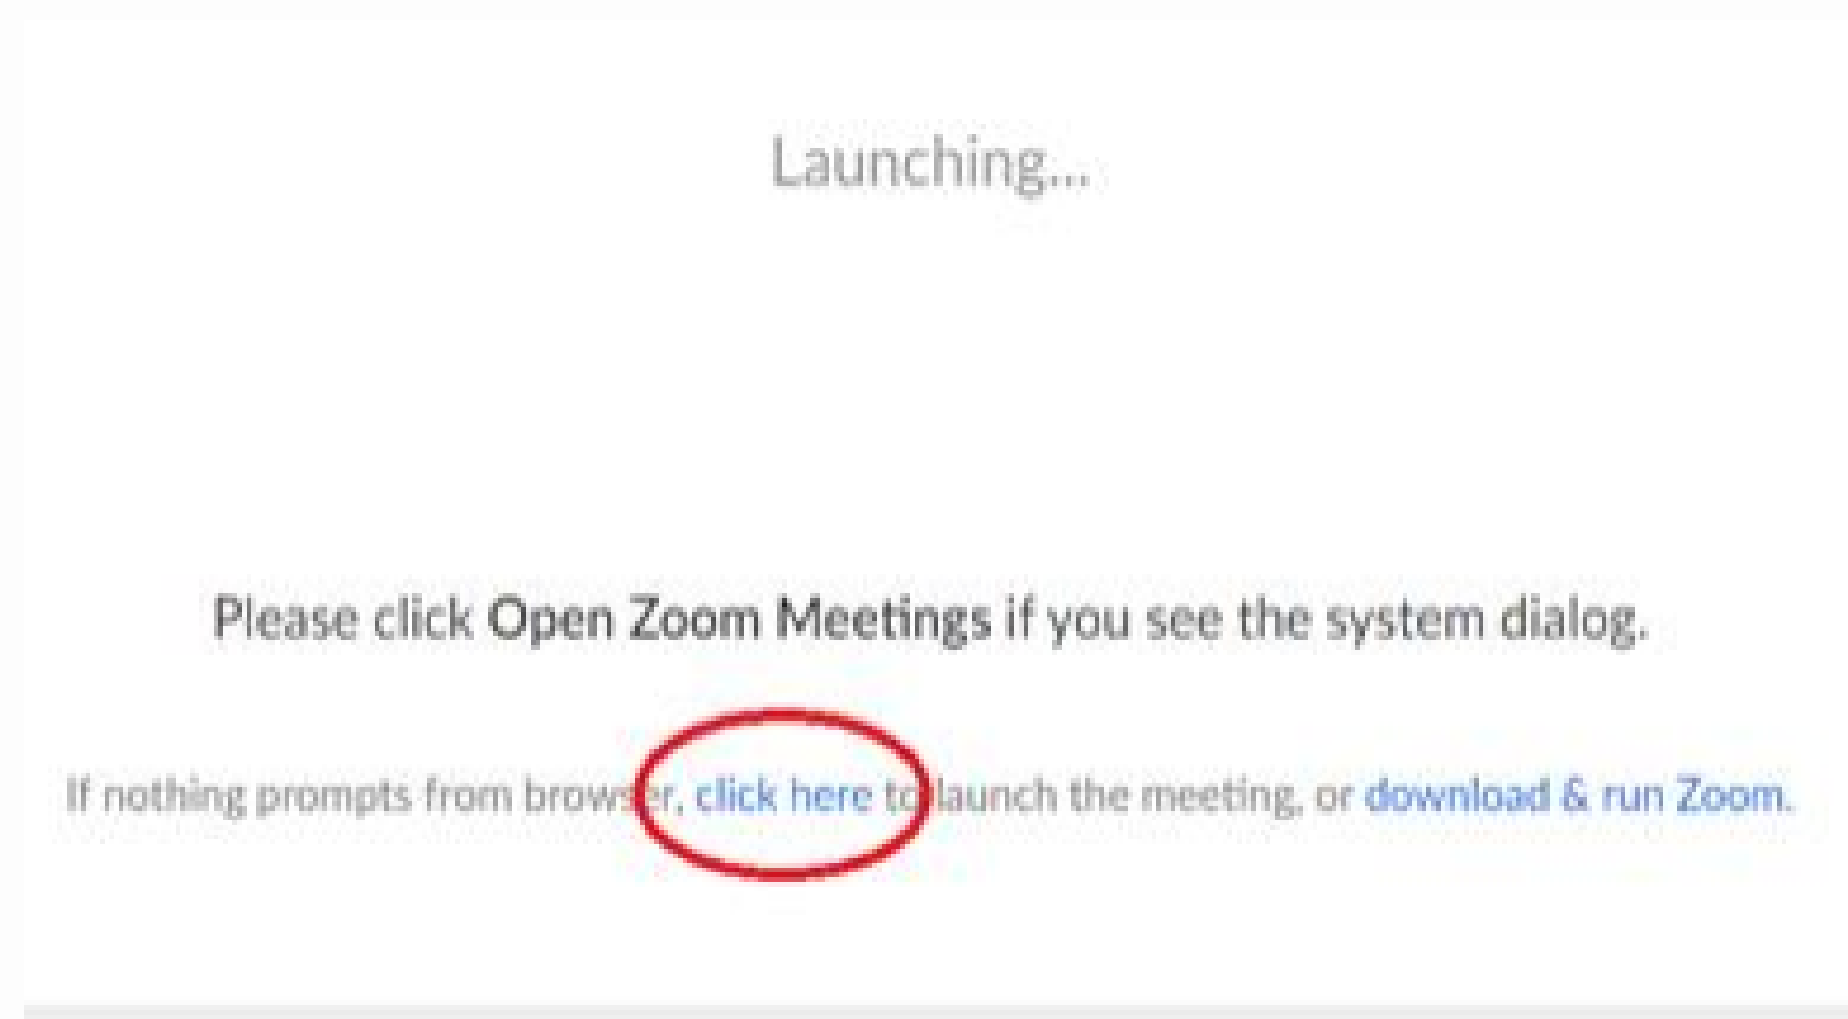 Launching...
Please click Open Zoom Meetings if you see the system dialog.
If nothing prompts from browser, click here to launch the meeting, or download & run Zoom.